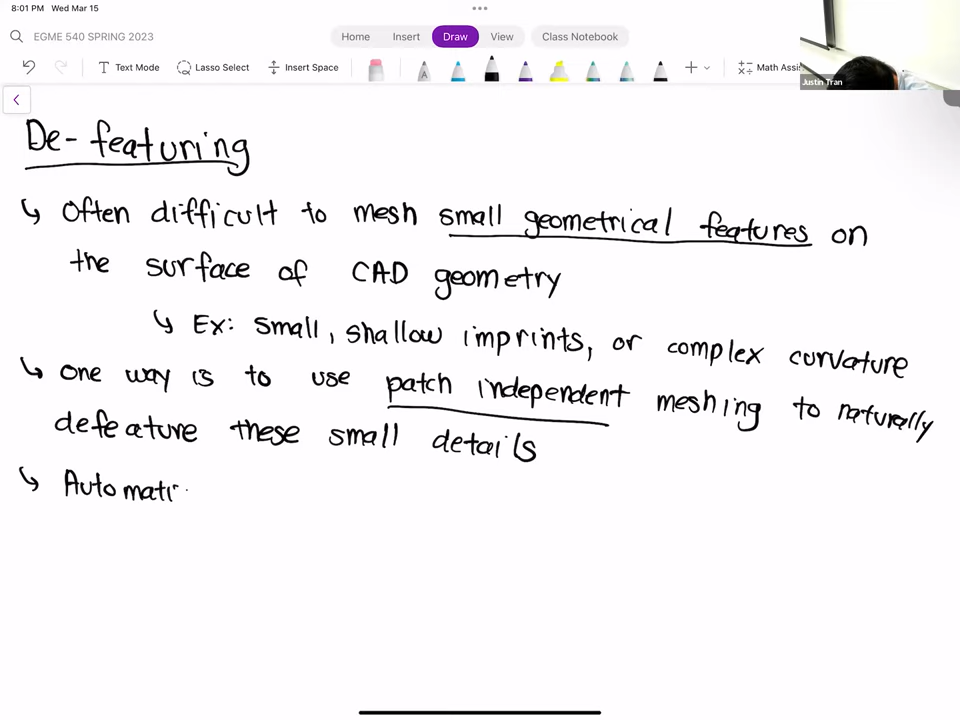 8:01 PM Wed Mar 15
EGME 540 SPRING 2023
Home Insert Draw View Class Notebook
Text Mode Lasso Select Insert Space Math Assis
Justin Tran
De-featuring
↳ Often difficult to mesh small geometrical features on
the surface of CAD geometry
↳ Ex: small, shallow imprints, or complex curvature
↳ One way is to use patch independent meshing to naturally
defeature these small details
↳ Automati